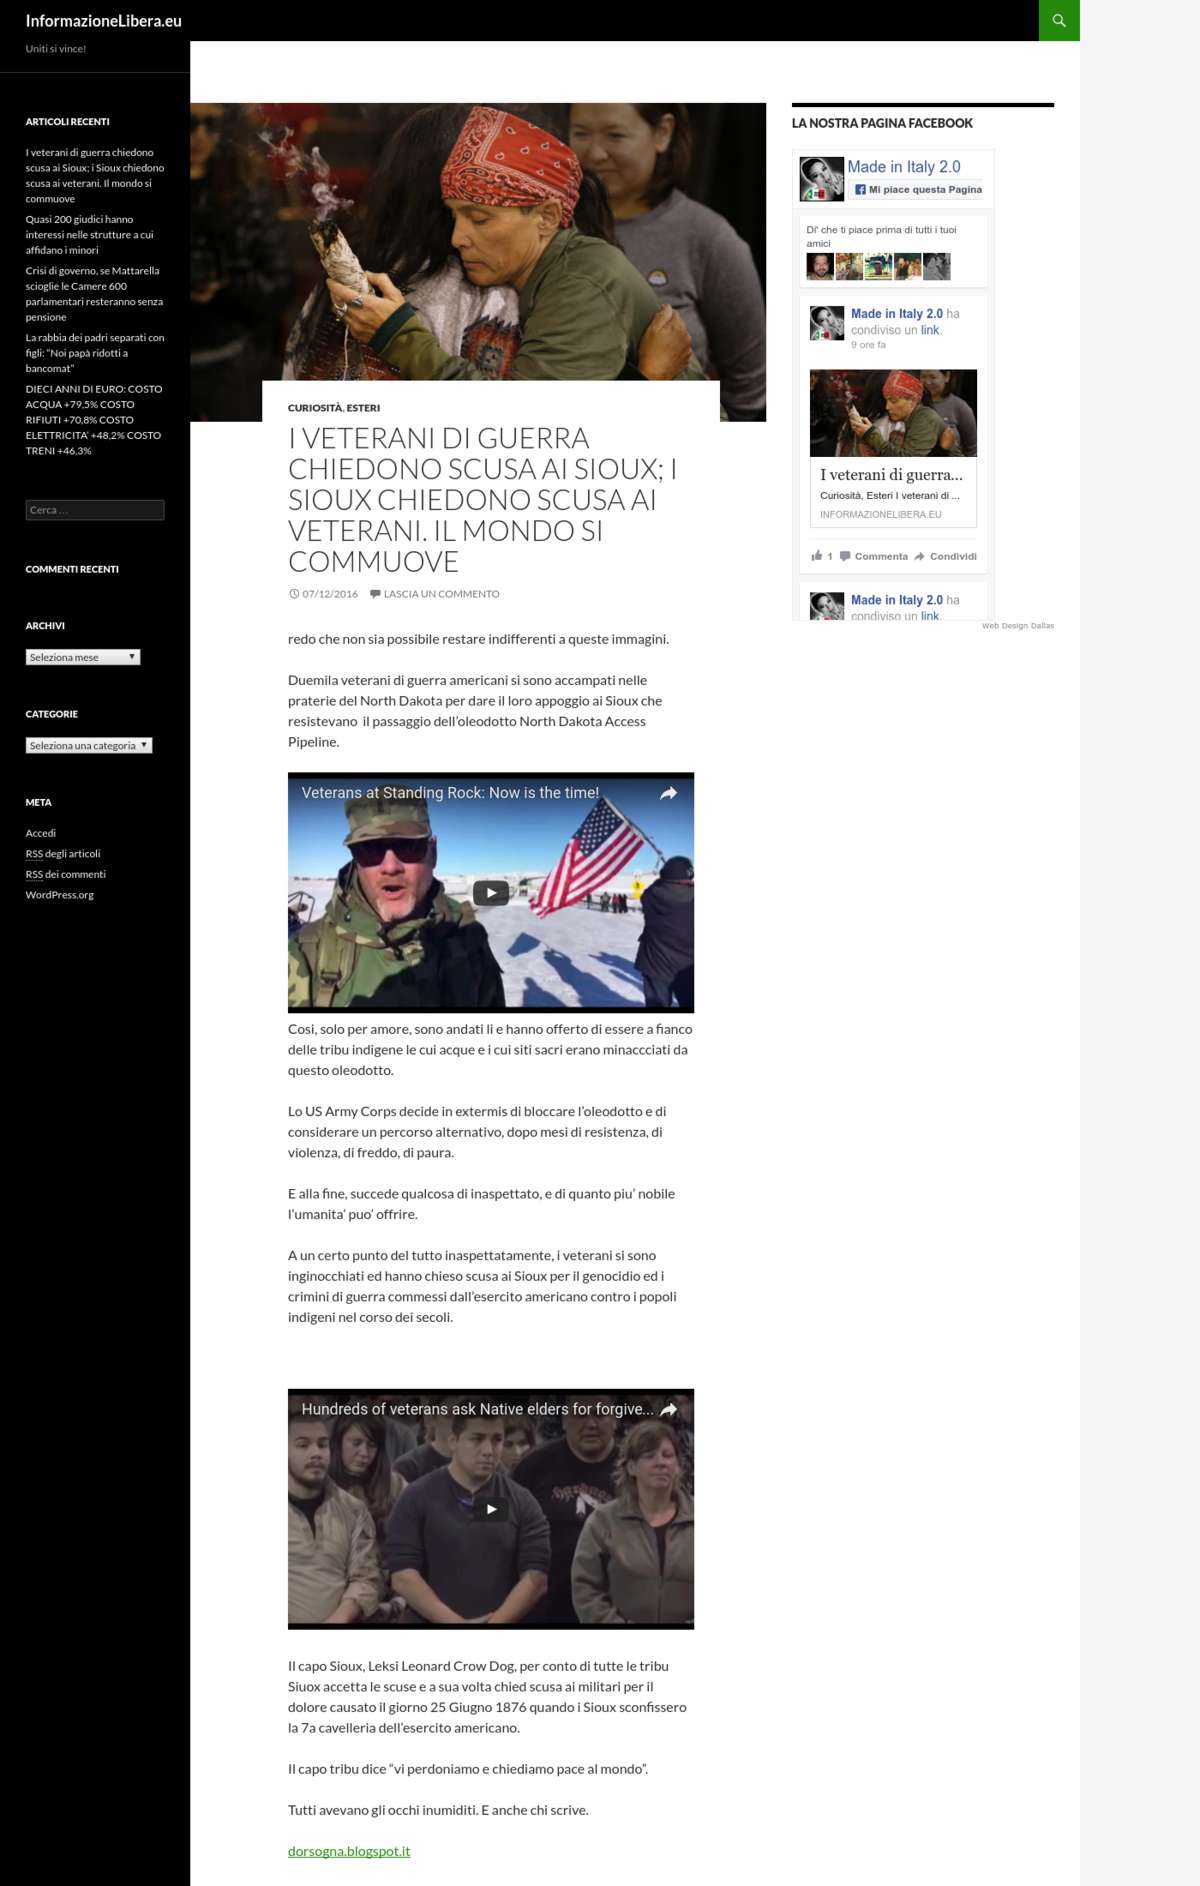 InformazioneLibera.eu
Uniti si vince!
ARTICOLI RECENTI
I veterani di guerra chiedono
scusa ai Sioux; i Sioux chiedono
scusa ai veterani. Il mondo si
commuove
Quasi 200 giudici hanno
interessi nelle strutture a cui
affidano i minori
Crisi di governo, se Mattarella
scioglie le Camere 600
parlamentari resteranno senza
pensione
La rabbia dei padri separati con
figli: “Noi papà ridotti a
bancomat”
DIECI ANNI DI EURO: COSTO
ACQUA +79,5% COSTO
RIFIUTI +70,8% COSTO
ELETTRICITA’ +48,2% COSTO
TRENI +46,3%
Cerca …
COMMENTI RECENTI
ARCHIVI
Seleziona mese
CATEGORIE
Seleziona una categoria
META
Accedi
RSS degli articoli
RSS dei commenti
WordPress.org
CURIOSITÀ, ESTERI
I VETERANI DI GUERRA
CHIEDONO SCUSA AI SIOUX; I
SIOUX CHIEDONO SCUSA AI
VETERANI. IL MONDO SI
COMMUOVE
07/12/2016 LASCIA UN COMMENTO
redo che non sia possibile restare indifferenti a queste immagini.
Duemila veterani di guerra americani si sono accampati nelle
praterie del North Dakota per dare il loro appoggio ai Sioux che
resistevano  il passaggio dell’oleodotto North Dakota Access
Pipeline.
Veterans at Standing Rock: Now is the time!
Cosi, solo per amore, sono andati li e hanno offerto di essere a fianco
delle tribu indigene le cui acque e i cui siti sacri erano minaccciati da
questo oleodotto.
Lo US Army Corps decide in extermis di bloccare l’oleodotto e di
considerare un percorso alternativo, dopo mesi di resistenza, di
violenza, di freddo, di paura.
E alla fine, succede qualcosa di inaspettato, e di quanto piu’ nobile
l’umanita’ puo’ offrire.
A un certo punto del tutto inaspettatamente, i veterani si sono
inginocchiati ed hanno chieso scusa ai Sioux per il genocidio ed i
crimini di guerra commessi dall’esercito americano contro i popoli
indigeni nel corso dei secoli.
Hundreds of veterans ask Native elders for forgive...
Il capo Sioux, Leksi Leonard Crow Dog, per conto di tutte le tribu
Siuox accetta le scuse e a sua volta chied scusa ai militari per il
dolore causato il giorno 25 Giugno 1876 quando i Sioux sconfissero
la 7a cavelleria dell’esercito americano.
Il capo tribu dice “vi perdoniamo e chiediamo pace al mondo”.
Tutti avevano gli occhi inumiditi. E anche chi scrive.
dorsogna.blogspot.it
LA NOSTRA PAGINA FACEBOOK
Made in Italy 2.0
Mi piace questa Pagina
Di' che ti piace prima di tutti i tuoi
amici
Made in Italy 2.0 ha
condiviso un link.
9 ore fa
I veterani di guerra...
Curiosità, Esteri I veterani di ...
INFORMAZIONELIBERA.EU
1 Commenta Condividi
Made in Italy 2.0 ha
condiviso un link.
Web Design Dallas